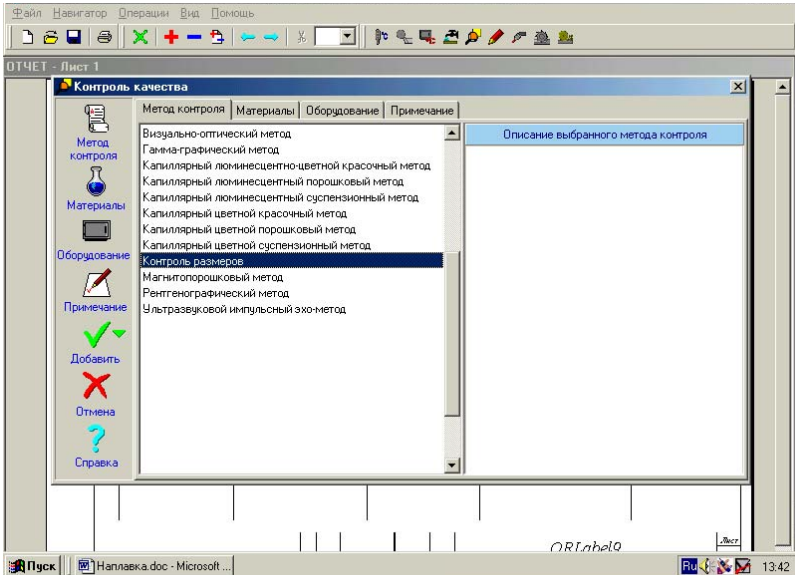 Файл Навигатор Операции Вид Помощь
ОТЧЕТ - Лист 1
Контроль качества
Метод контроля Материалы Оборудование Примечание
Метод
контроля
Материалы
Оборудование
Примечание
Добавить
Отмена
Справка
Визуально-оптический метод
Гамма-графический метод
Капиллярный люминесцентно-цветной красочный метод
Капиллярный люминесцентный порошковый метод
Капиллярный люминесцентный суспензионный метод
Капиллярный цветной красочный метод
Капиллярный цветной порошковый метод
Капиллярный цветной суспензионный метод
Контроль размеров
Магнитопорошковый метод
Рентгенографический метод
Ультразвуковой импульсный эхо-метод
Описание выбранного метода контроля
QRLabel9
Лист
Пуск Наплавка.doc - Microsoft ... Ru 13:42